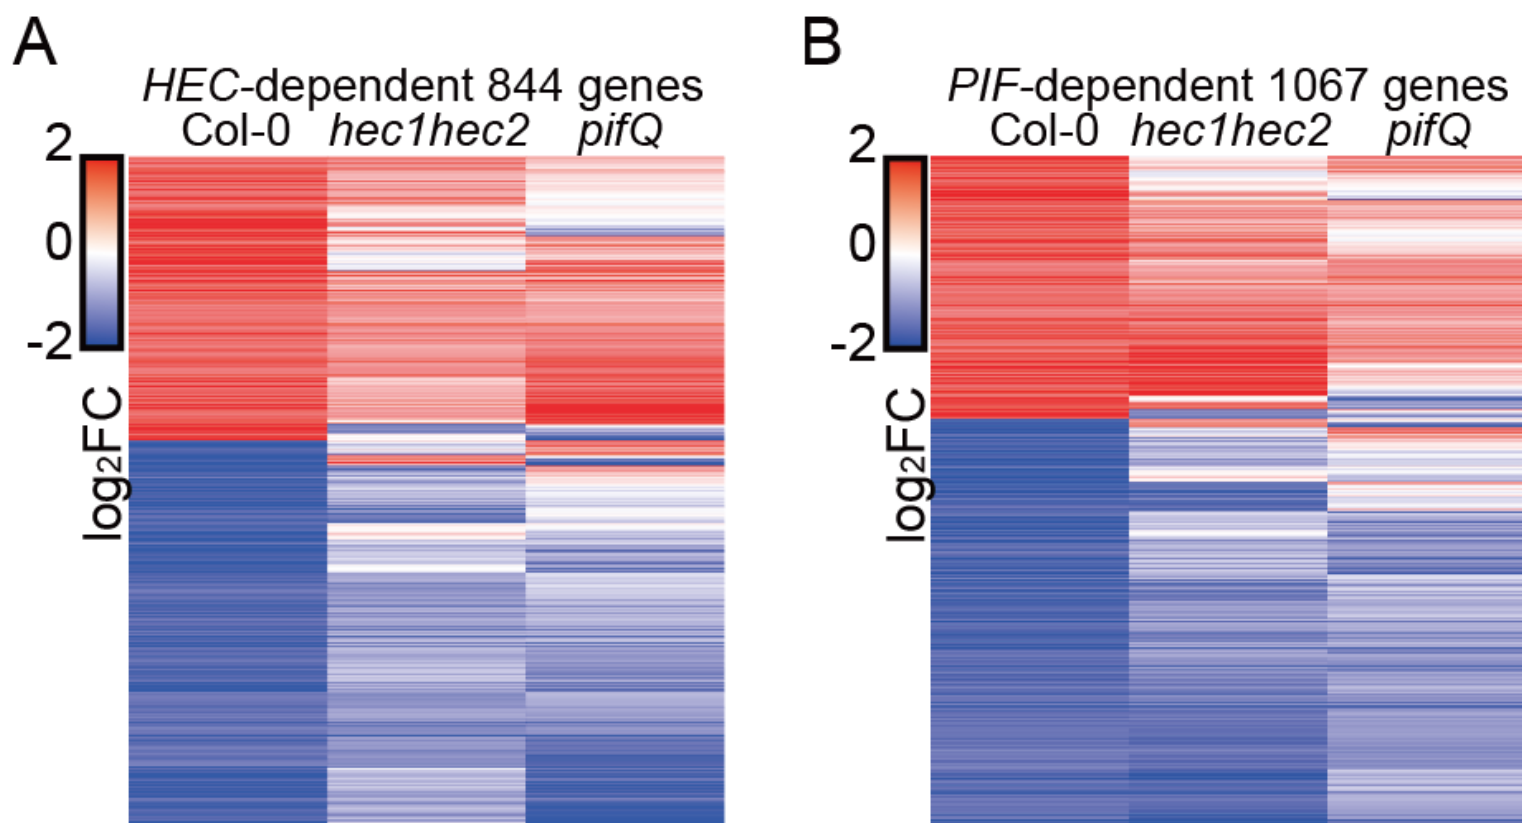 A
HEC-dependent 844 genes
Col-0 hec1hec2 pifQ
2
0
-2
log₂FC
B
PIF-dependent 1067 genes
Col-0 hec1hec2 pifQ
2
0
-2
log₂FC